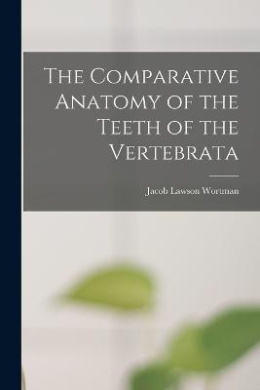 The Comparative
Anatomy of the
Teeth of the
Vertebrata
Jacob Lawson Wortman